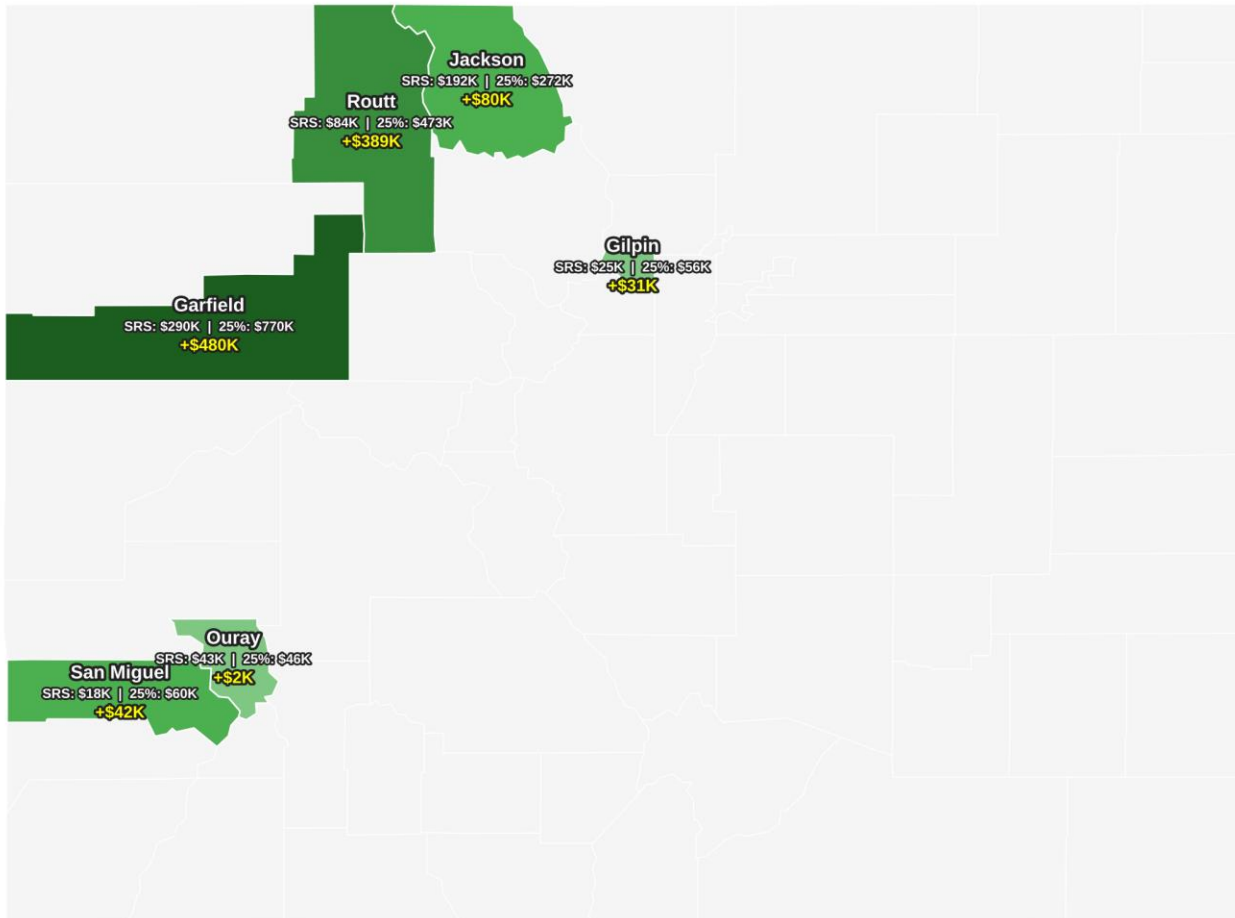 Jackson
SRS: $192K | 25%: $272K
+$80K
Routt
SRS: $84K | 25%: $473K
+$389K
Gilpin
SRS: $25K | 25%: $56K
+$31K
Garfield
SRS: $290K | 25%: $770K
+$480K
Ouray
SRS: $43K | 25%: $46K
+$2K
San Miguel
SRS: $18K | 25%: $60K
+$42K